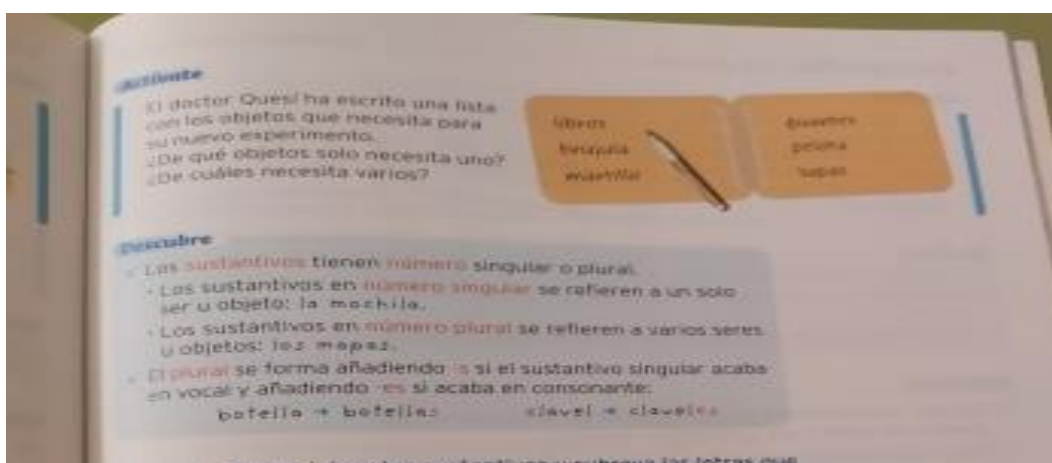 Actívate
El doctor Quesí ha escrito una lista
con los objetos que necesita para
su nuevo experimento.
¿De qué objetos solo necesita uno?
¿De cuáles necesita varios?
libros
brújula
martillo
peluca
lupas
Descubre
Los sustantivos tienen número singular o plural.
Los sustantivos en número singular se refieren a un solo
ser u objeto: la mochila.
Los sustantivos en número plural se refieren a varios seres
u objetos: los mapas.
El plural se forma añadiendo -s si el sustantivo singular acaba
en vocal y añadiendo -es si acaba en consonante:
botella → botellas clavel → claveles